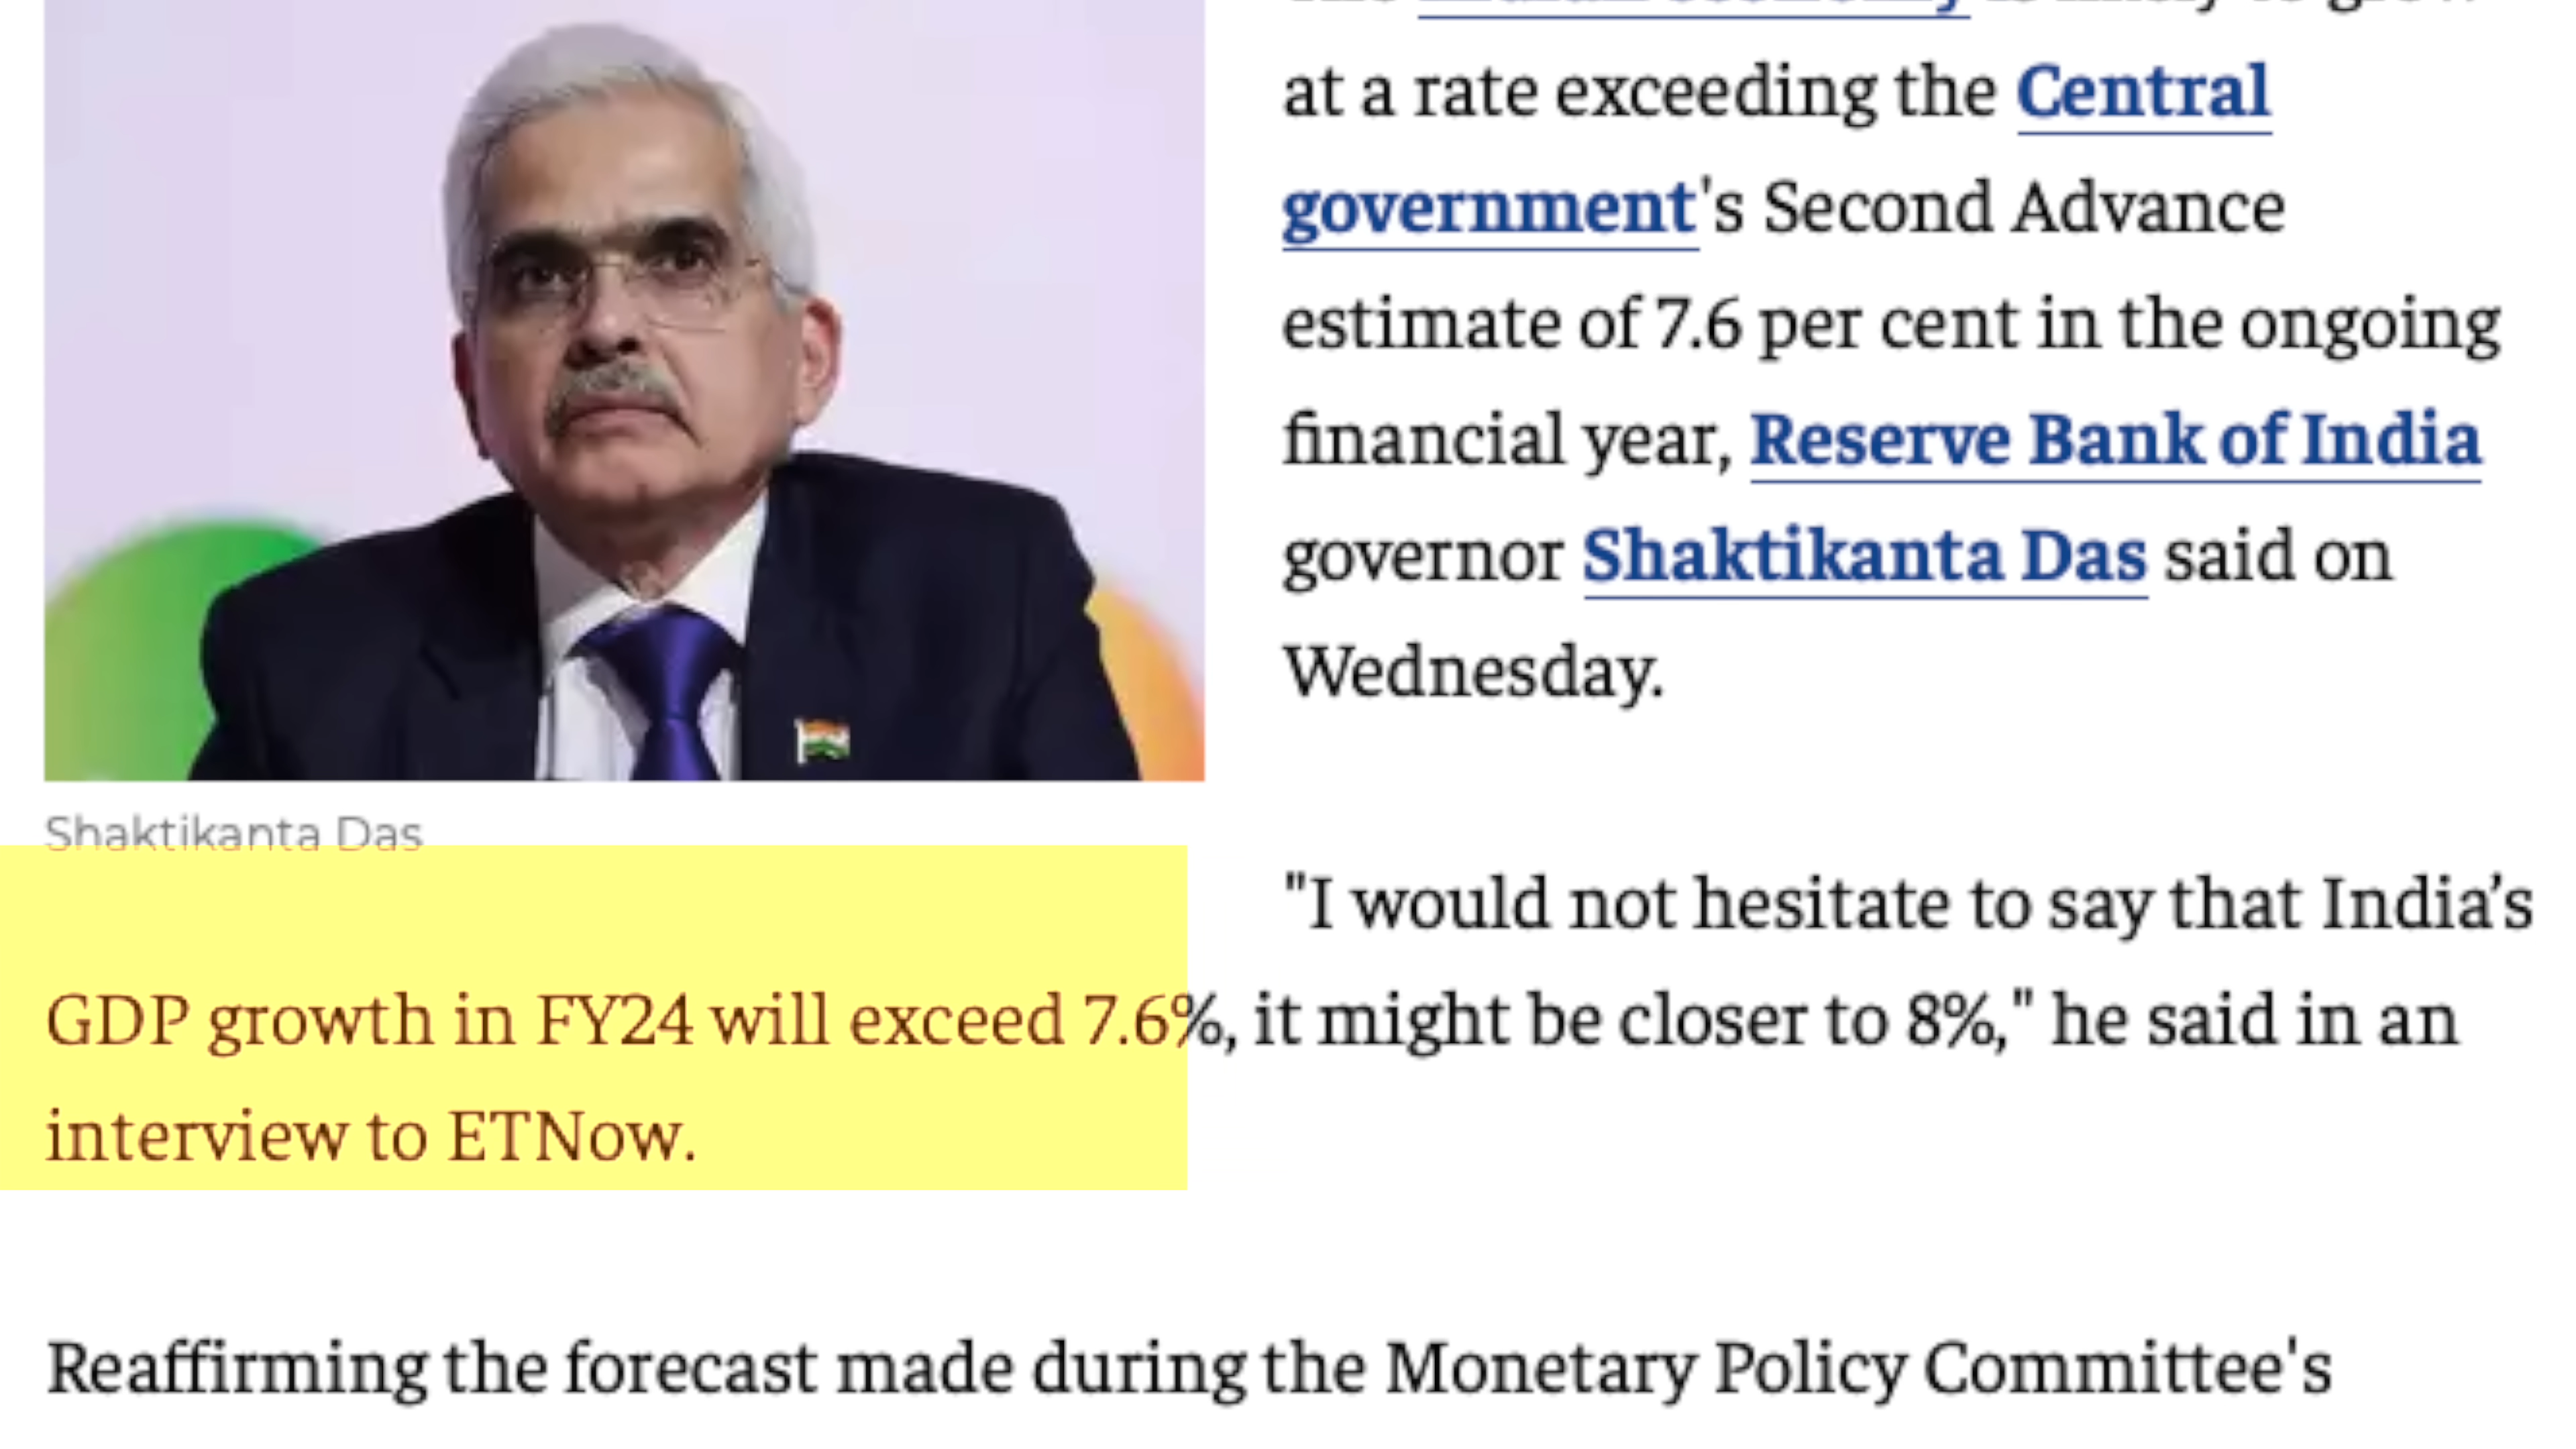 at a rate exceeding the Central
government's Second Advance
estimate of 7.6 per cent in the ongoing
financial year, Reserve Bank of India
governor Shaktikanta Das said on
Wednesday.
Shaktikanta Das
"I would not hesitate to say that India’s
GDP growth in FY24 will exceed 7.6%, it might be closer to 8%," he said in an
interview to ETNow.
Reaffirming the forecast made during the Monetary Policy Committee's